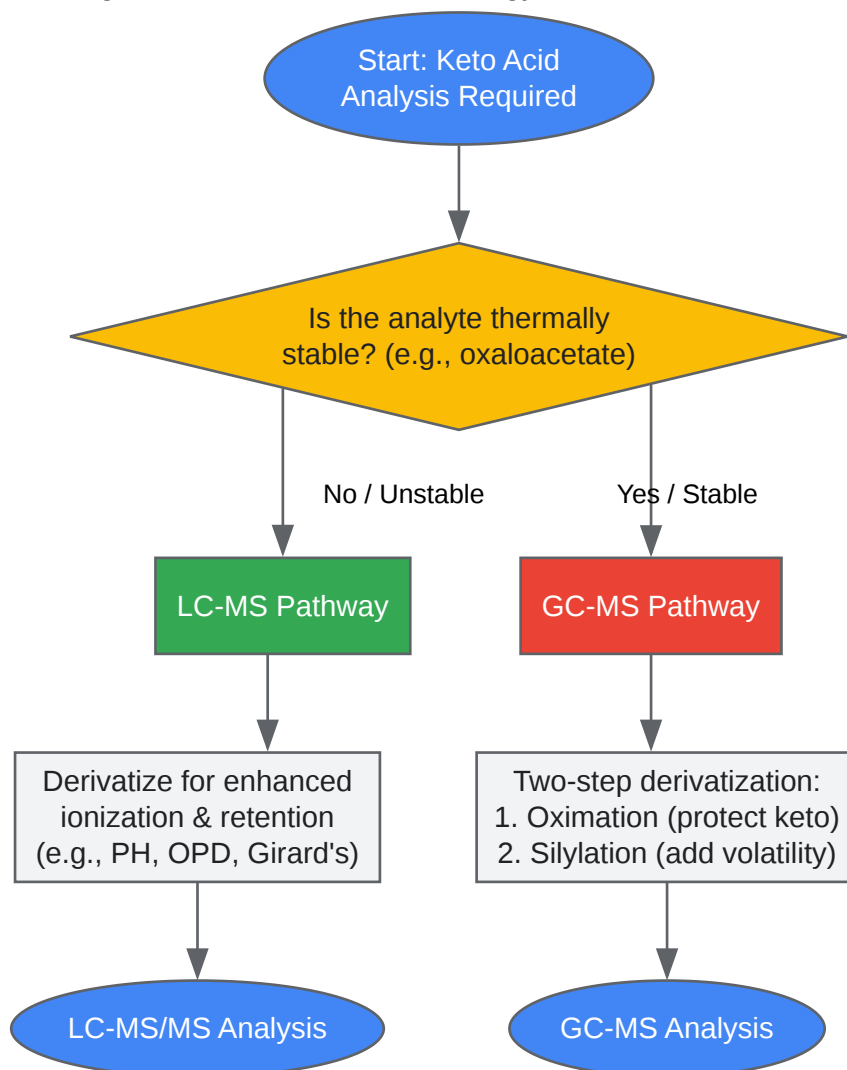 Start: Keto Acid
Analysis Required
Is the analyte thermally
stable? (e.g., oxaloacetate)
No / Unstable
Yes / Stable
LC-MS Pathway
GC-MS Pathway
Derivatize for enhanced
ionization & retention
(e.g., PH, OPD, Girard's)
Two-step derivatization:
1. Oximation (protect keto)
2. Silylation (add volatility)
LC-MS/MS Analysis
GC-MS Analysis